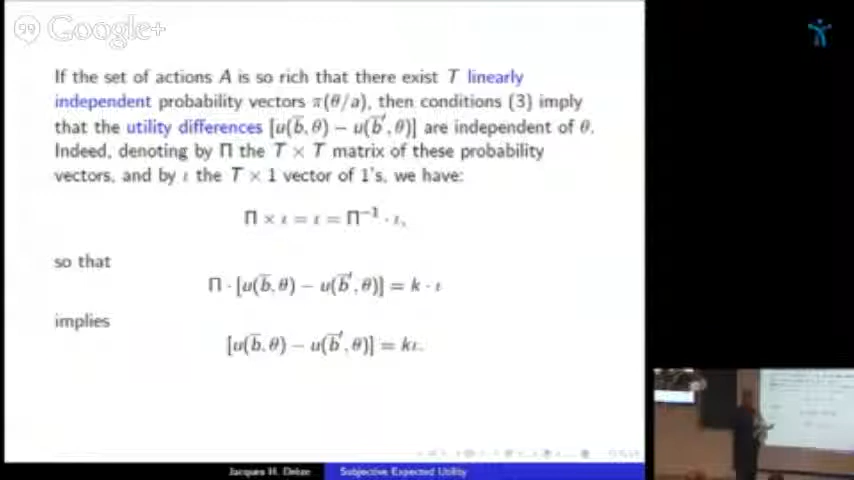 Google+
If the set of actions A is so rich that there exist T linearly
independent probability vectors π(θ/a), then conditions (3) imply
that the utility differences [u(b̅, θ) − u(b̅′, θ)] are independent of θ.
Indeed, denoting by Π the T × T matrix of these probability
vectors, and by ι the T × 1 vector of 1's, we have:
Π × ι = ι = Π⁻¹ · ι,
so that
Π · [u(b̅, θ) − u(b̅′, θ)] = k · ι
implies
[u(b̅, θ) − u(b̅′, θ)] = kι.
Jacques H. Drèze Subjective Expected Utility